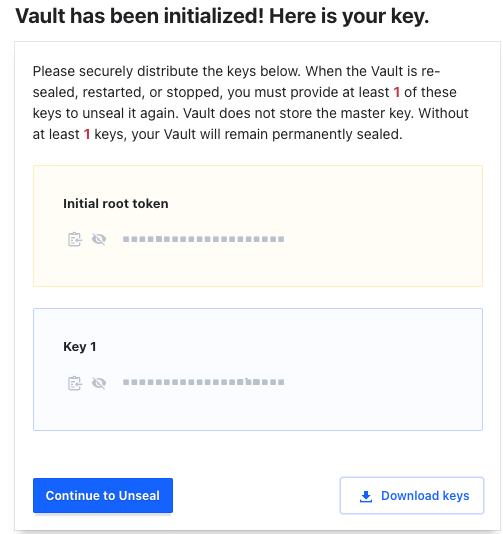 Vault has been initialized! Here is your key.
Please securely distribute the keys below. When the Vault is re-
sealed, restarted, or stopped, you must provide at least 1 of these
keys to unseal it again. Vault does not store the master key. Without
at least 1 keys, your Vault will remain permanently sealed.
Initial root token
Key 1
Continue to Unseal
Download keys